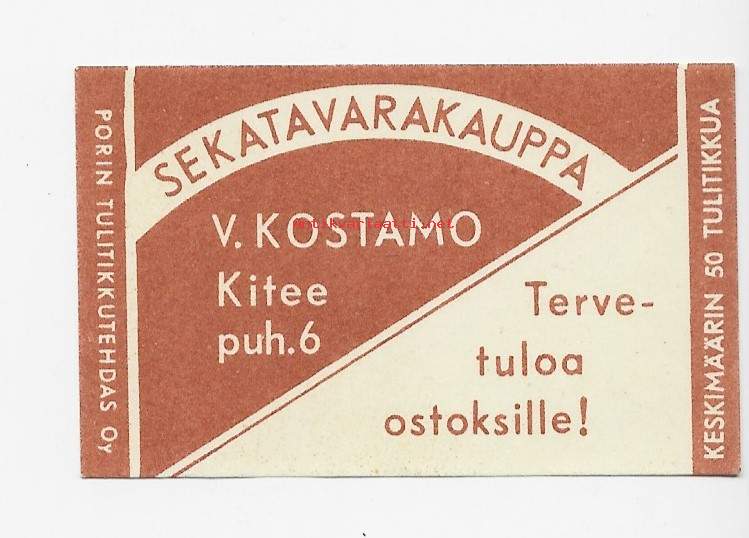 PORIN TULITIKKUTEHDAS OY
SEKATAVARAKAUPPA
V. KOSTAMO
Kitee
puh.6
Terve-
tuloa
ostoksille!
KESKIMÄÄRIN 50 TULITIKKUA